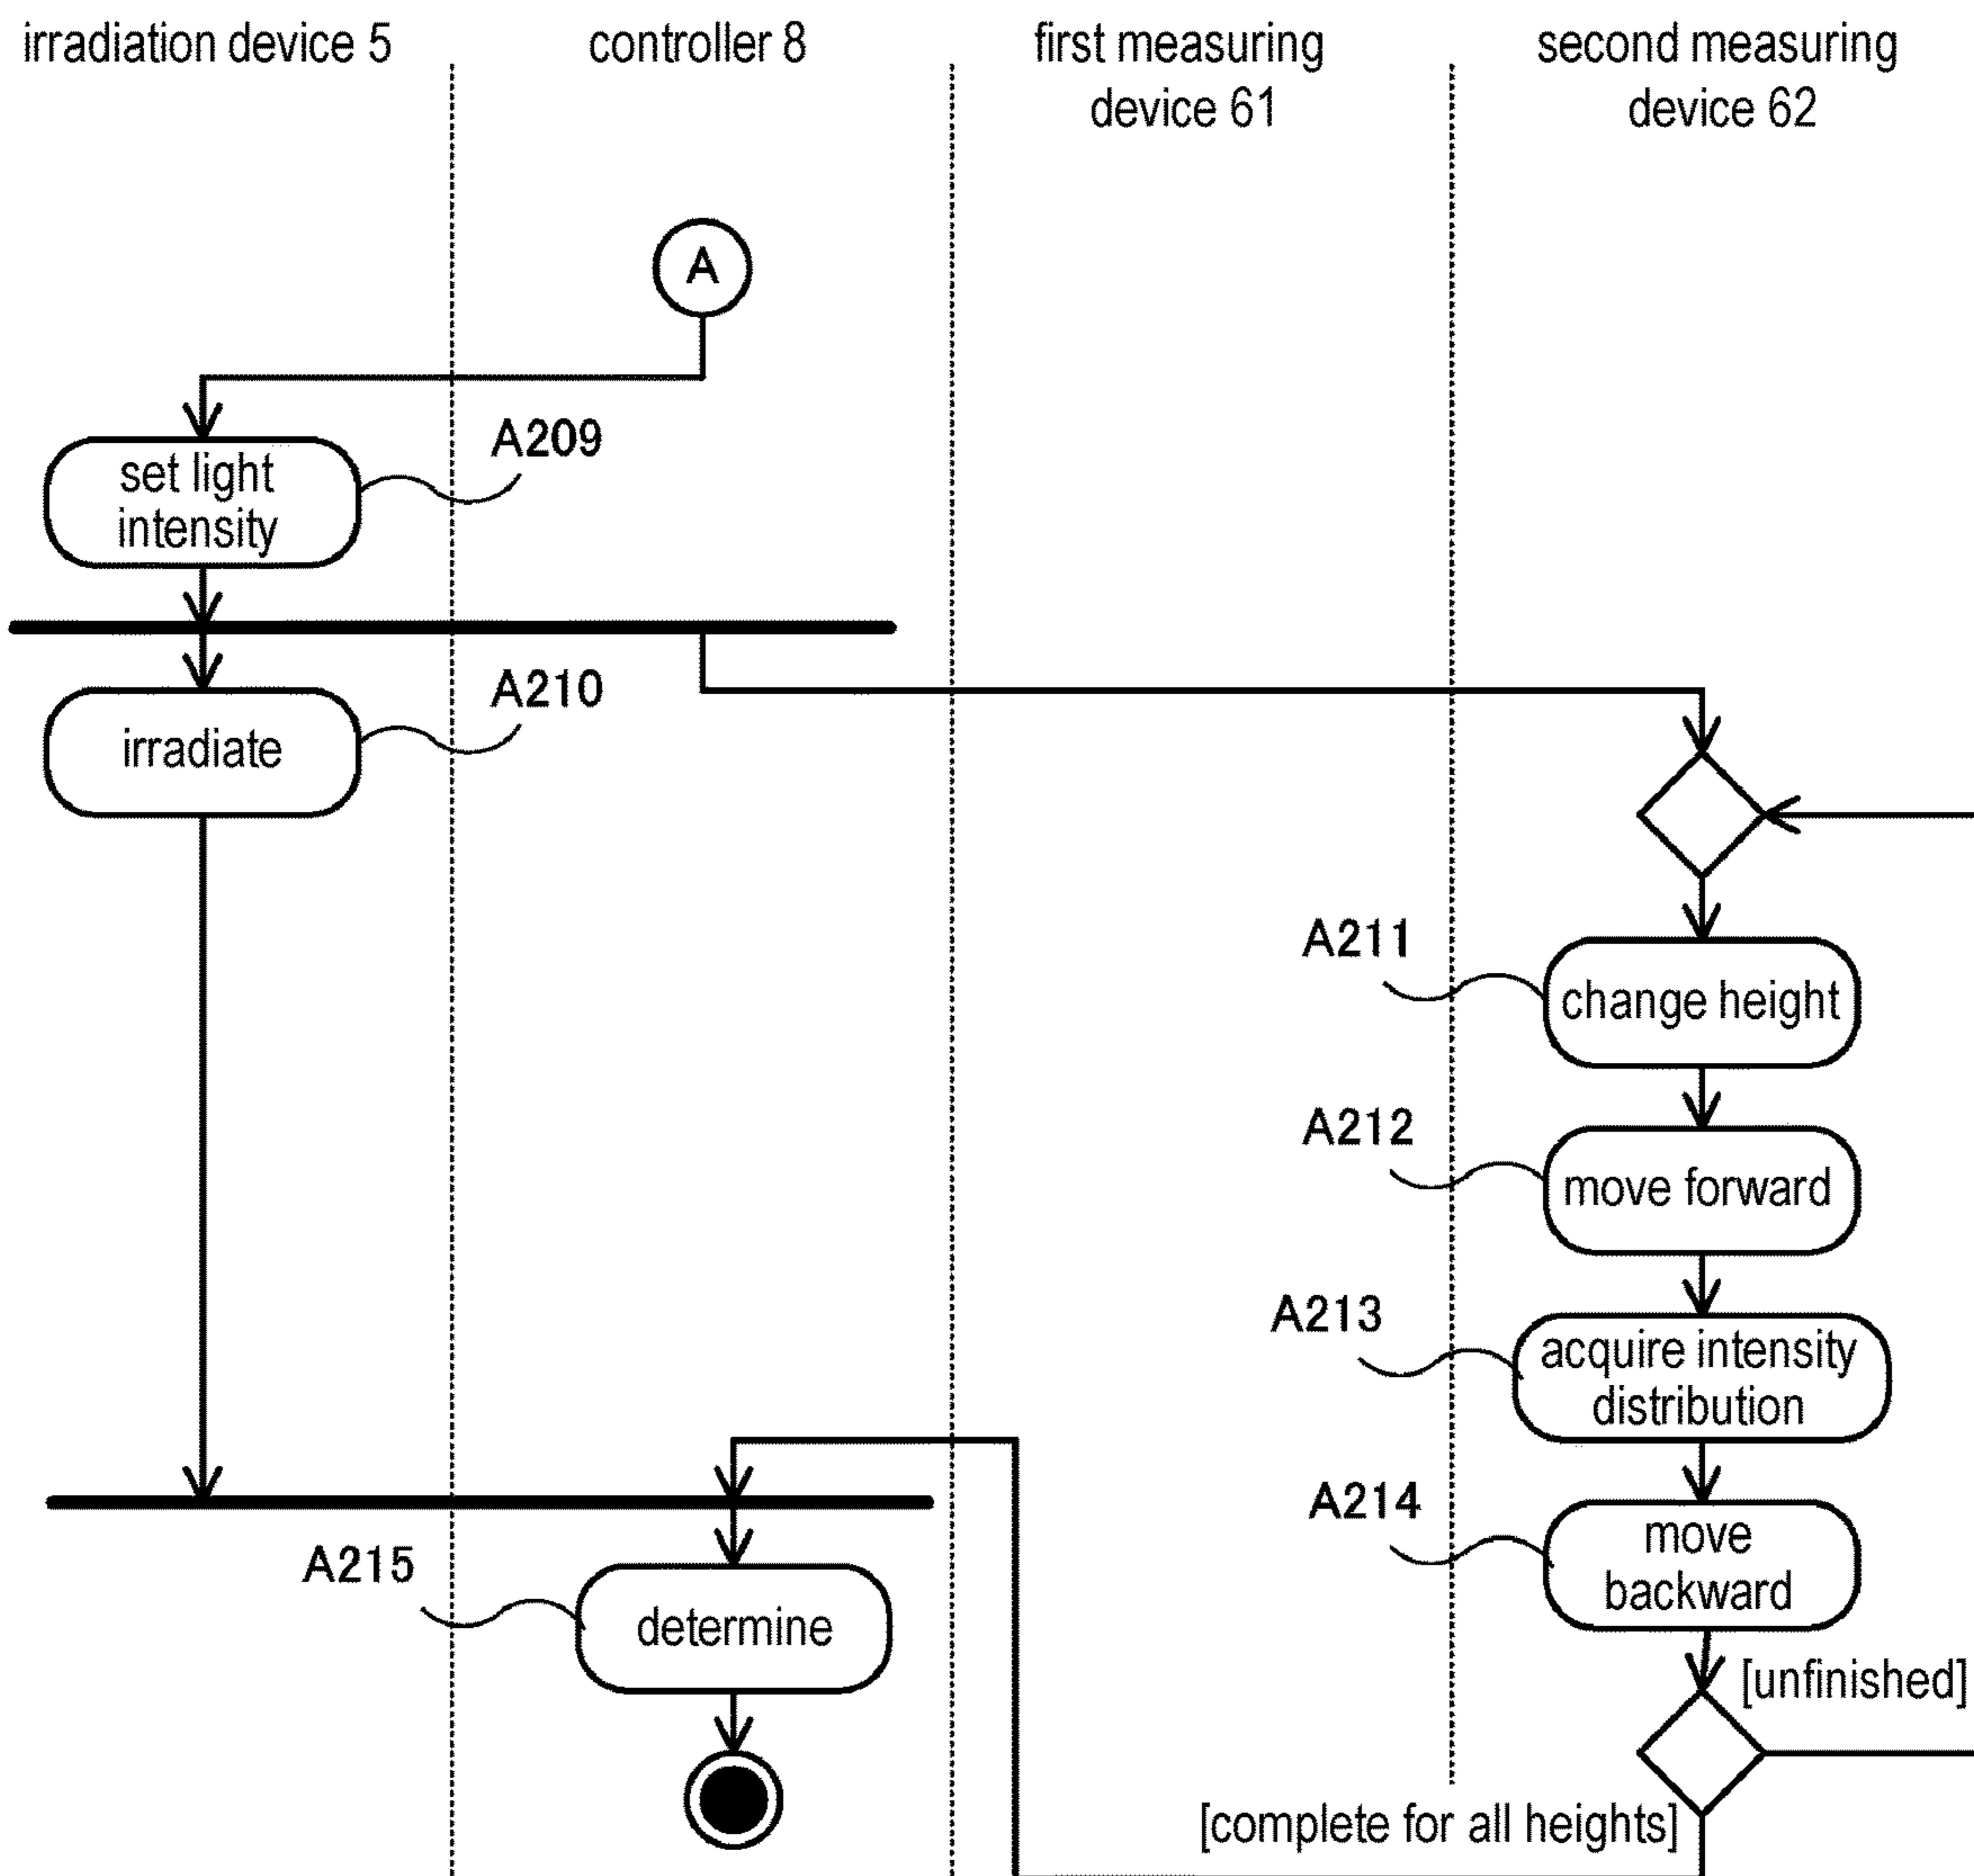 irradiation device 5
controller 8
first measuring
device 61
second measuring
device 62
A
A209
set light
intensity
A210
irradiate
A211
change height
A212
move forward
A213
acquire intensity
distribution
A214
move
backward
A215
determine
[unfinished]
[complete for all heights]